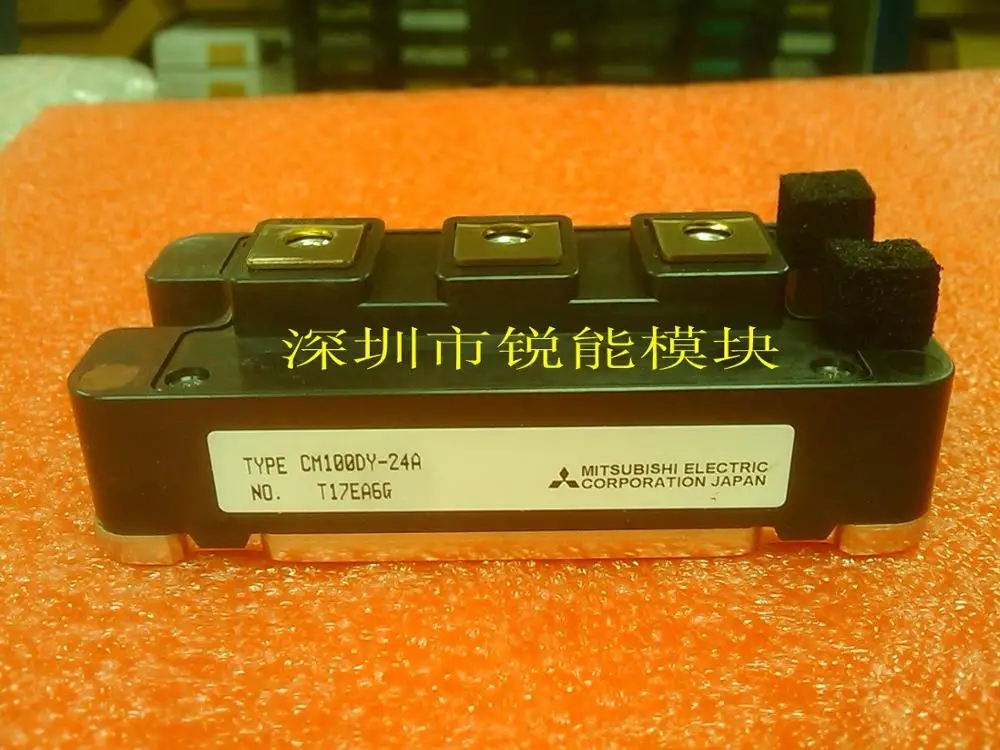 深圳市锐能模块
TYPE CM100DY-24A
NO. T17EA6G
MITSUBISHI ELECTRIC
CORPORATION JAPAN